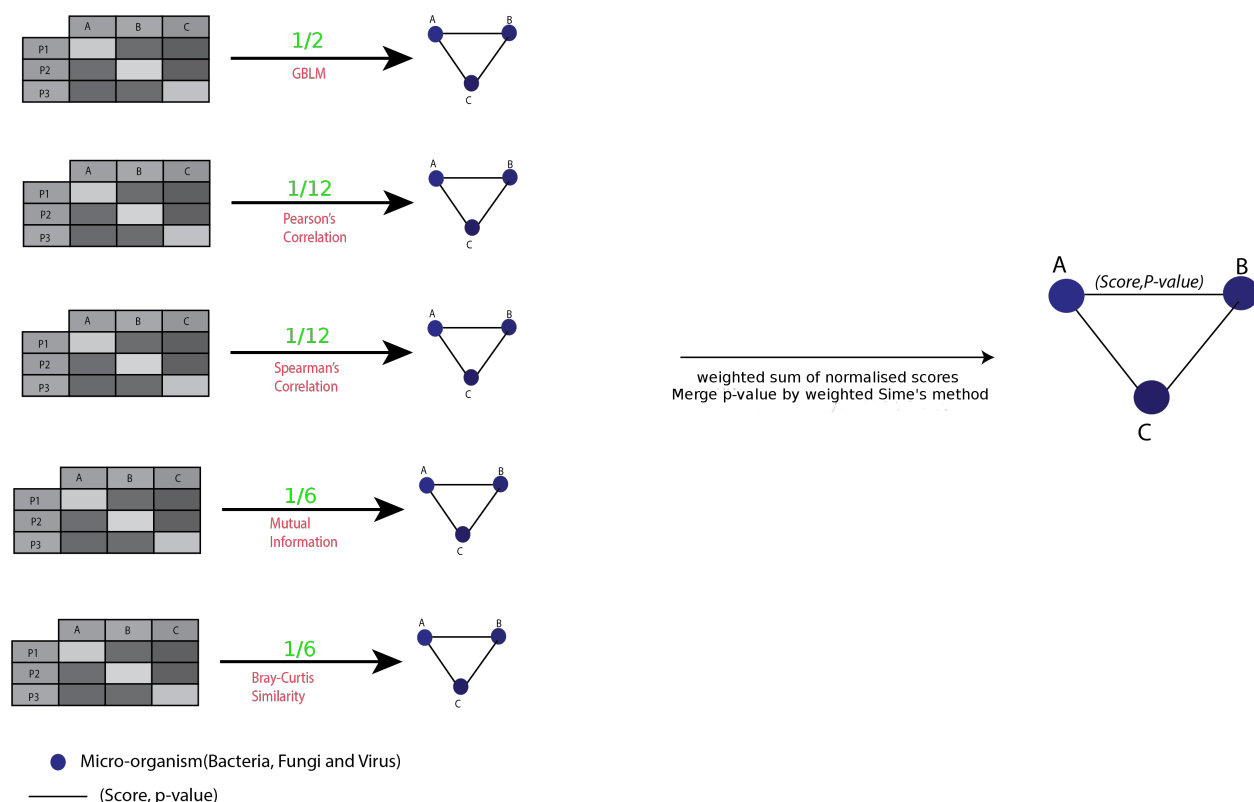 A B C
P1
P2
P3
1/2
GBLM
A B
C
A B C
P1
P2
P3
1/12
Pearson's
Correlation
A B
C
A B C
P1
P2
P3
1/12
Spearman's
Correlation
A B
C
A B C
P1
P2
P3
1/6
Mutual
Information
A B
C
A B C
P1
P2
P3
1/6
Bray-Curtis
Similarity
A B
C
weighted sum of normalised scores
Merge p-value by weighted Sime's method
A B
(Score,P-value)
C
Micro-organism(Bacteria, Fungi and Virus)
(Score, p-value)